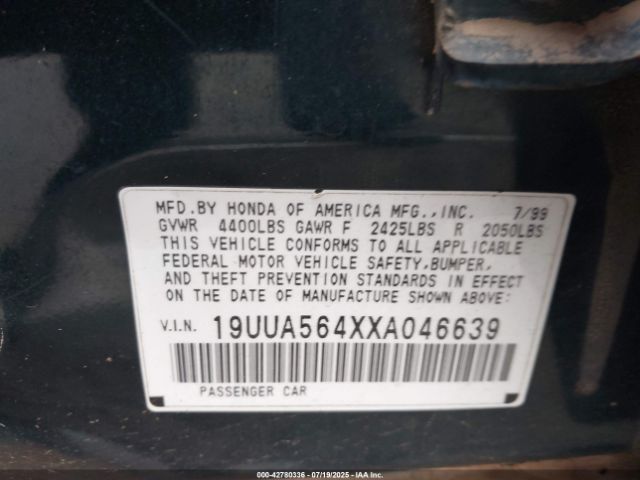 MFD.BY HONDA OF AMERICA MFG.,INC. 7/99
GVWR 4400LBS GAWR F 2425LBS R 2050LBS
THIS VEHICLE CONFORMS TO ALL APPLICABLE
FEDERAL MOTOR VEHICLE SAFETY,BUMPER,
AND THEFT PREVENTION STANDARDS IN EFFECT
ON THE DATE OF MANUFACTURE SHOWN ABOVE:
V.I.N. 19UUA564XXA046639
PASSENGER CAR
000-42780336 | 07/19/2025 - IAA Inc.